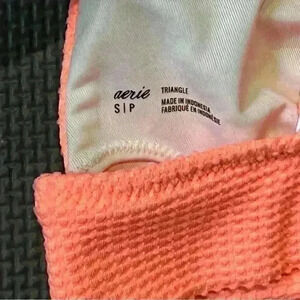 aerie
S|P
TRIANGLE
MADE IN INDONESIA
FABRIQUÉ EN INDONÉSIE